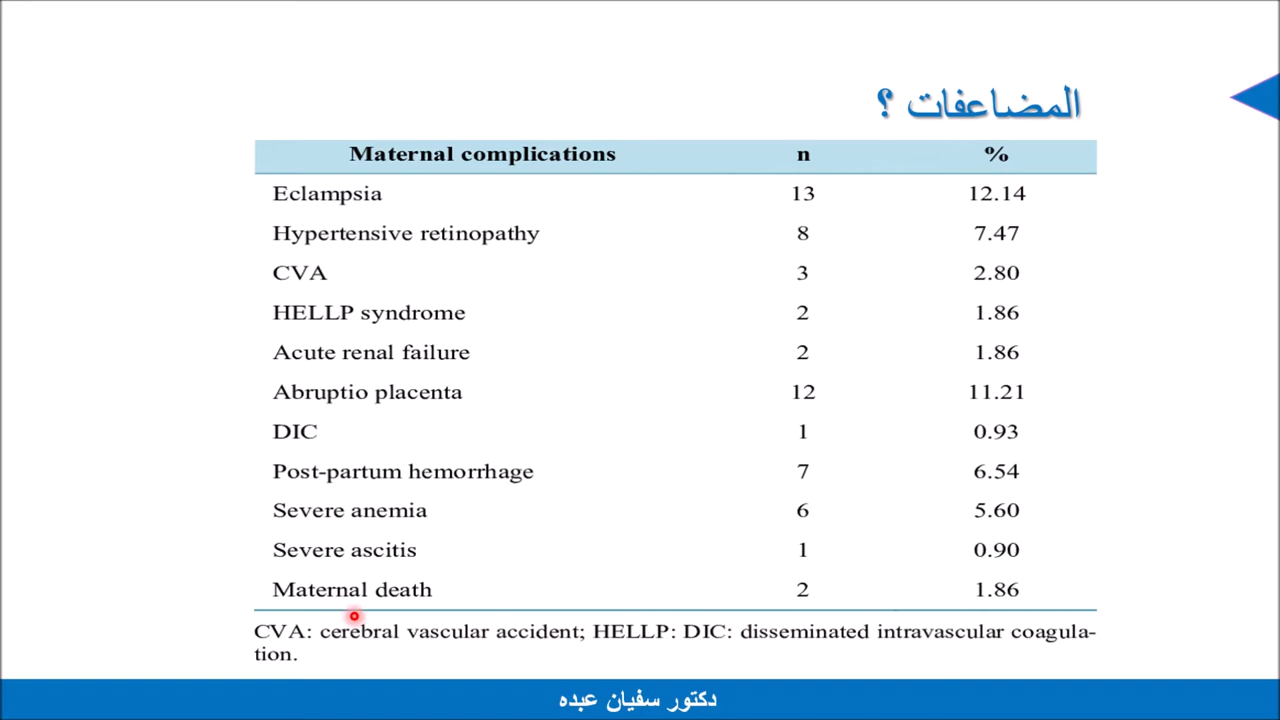 المضاعفات ؟
Maternal complications n %
Eclampsia 13 12.14
Hypertensive retinopathy 8 7.47
CVA 3 2.80
HELLP syndrome 2 1.86
Acute renal failure 2 1.86
Abruptio placenta 12 11.21
DIC 1 0.93
Post-partum hemorrhage 7 6.54
Severe anemia 6 5.60
Severe ascitis 1 0.90
Maternal death 2 1.86
CVA: cerebral vascular accident; HELLP: DIC: disseminated intravascular coagula-
tion.
دكتور سفيان عبده